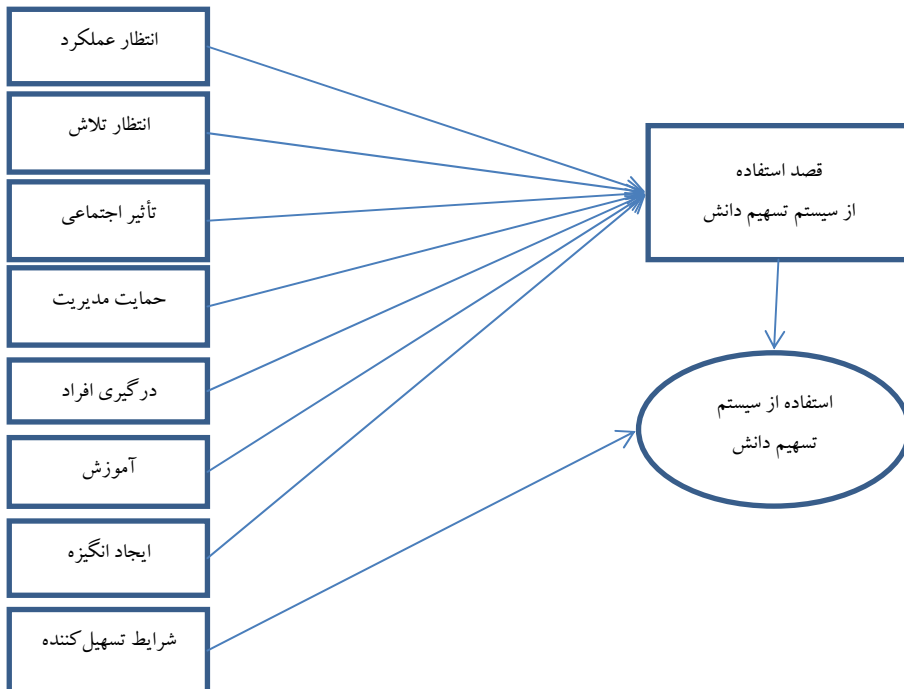 انتظار عملکرد
انتظار تلاش
تأثیر اجتماعی
حمایت مدیریت
درگیری افراد
آموزش
ایجاد انگیزه
شرایط تسهیل‌کننده
قصد استفاده
از سیستم تسهیم دانش
استفاده از سیستم
تسهیم دانش